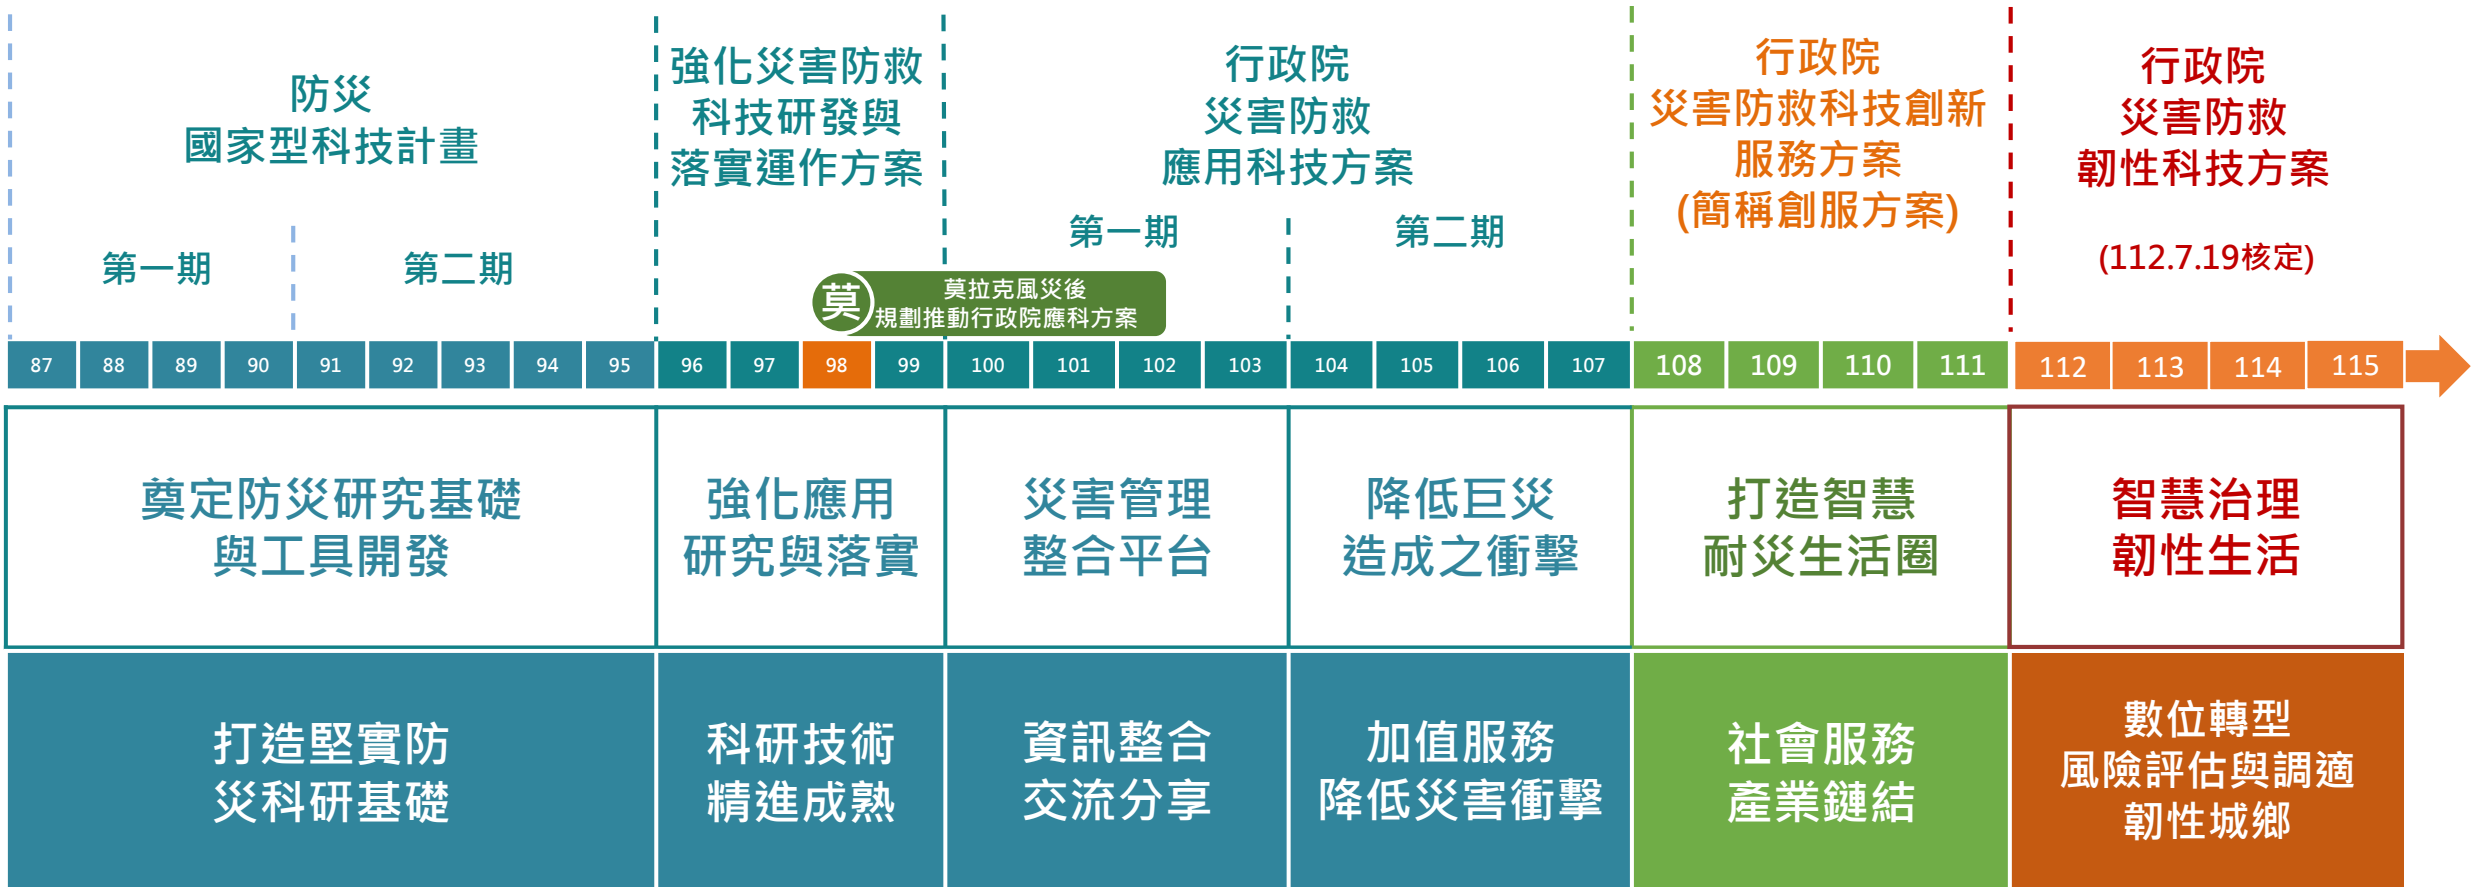 防災
國家型科技計畫
第一期
第二期
強化災害防救
科技研發與
落實運作方案
行政院
災害防救
應用科技方案
第一期
第二期
行政院
災害防救科技創新
服務方案
(簡稱創服方案)
行政院
災害防救
韌性科技方案
(112.7.19核定)
莫
莫拉克風災後
規劃推動行政院應科方案
87 88 89 90 91 92 93 94 95 96 97 98 99 100 101 102 103 104 105 106 107 108 109 110 111 112 113 114 115
奠定防災研究基礎
與工具開發
強化應用
研究與落實
災害管理
整合平台
降低巨災
造成之衝擊
打造智慧
耐災生活圈
智慧治理
韌性生活
打造堅實防
災科研基礎
科研技術
精進成熟
資訊整合
交流分享
加值服務
降低災害衝擊
社會服務
產業鏈結
數位轉型
風險評估與調適
韌性城鄉